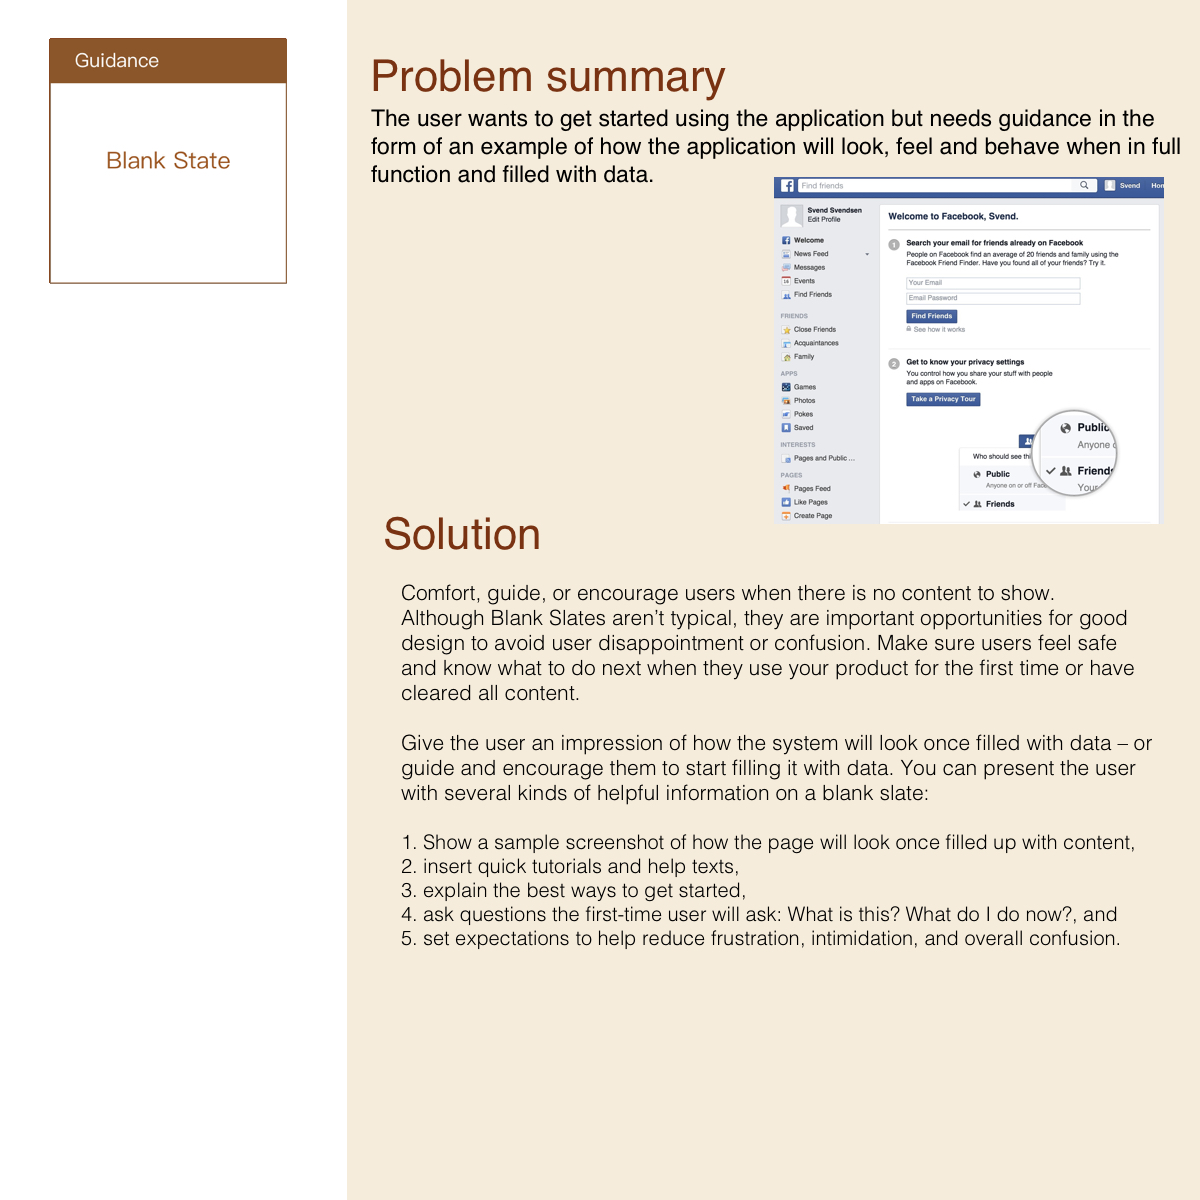 Guidance
Blank State
Problem summary
The user wants to get started using the application but needs guidance in the
form of an example of how the application will look, feel and behave when in full
function and filled with data.
Find friends
Svend
Hom
Svend Svendsen
Edit Profile
Welcome
News Feed
Messages
Events
Find Friends
FRIENDS
Close Friends
Acquaintances
Family
APPS
Games
Photos
Pokes
Saved
INTERESTS
Pages and Public ...
PAGES
Pages Feed
Like Pages
Create Page
Welcome to Facebook, Svend.
1
Search your email for friends already on Facebook
People on Facebook find an average of 20 friends and family using the
Facebook Friend Finder. Have you found all of your friends? Try it.
Your Email
Email Password
Find Friends
See how it works
2
Get to know your privacy settings
You control how you share your stuff with people
and apps on Facebook.
Take a Privacy Tour
Who should see thi
Public
Anyone on or off Face
Friends
Public
Anyone
Friends
Your
Solution
Comfort, guide, or encourage users when there is no content to show.
Although Blank Slates aren’t typical, they are important opportunities for good
design to avoid user disappointment or confusion. Make sure users feel safe
and know what to do next when they use your product for the first time or have
cleared all content.
Give the user an impression of how the system will look once filled with data – or
guide and encourage them to start filling it with data. You can present the user
with several kinds of helpful information on a blank slate:
1. Show a sample screenshot of how the page will look once filled up with content,
2. insert quick tutorials and help texts,
3. explain the best ways to get started,
4. ask questions the first-time user will ask: What is this? What do I do now?, and
5. set expectations to help reduce frustration, intimidation, and overall confusion.